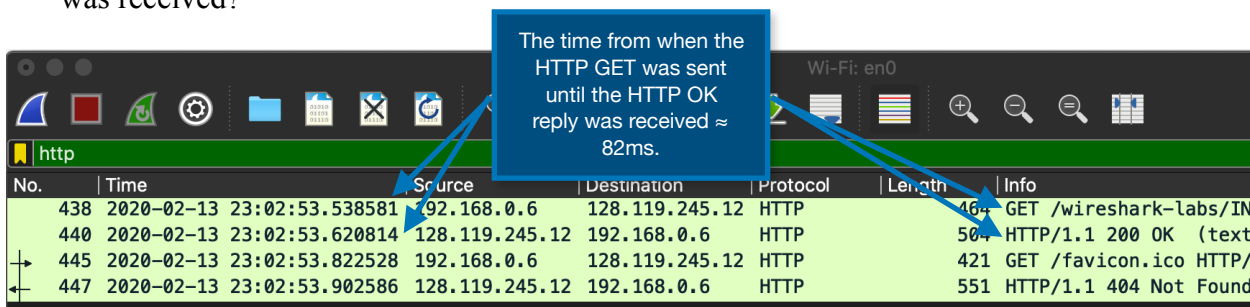 was received?
The time from when the
HTTP GET was sent
until the HTTP OK
reply was received ≈
82ms.
Wi-Fi: en0
http
No. Time Source Destination Protocol Length Info
438 2020-02-13 23:02:53.538581 192.168.0.6 128.119.245.12 HTTP 464 GET /wireshark-labs/IN
440 2020-02-13 23:02:53.620814 128.119.245.12 192.168.0.6 HTTP 504 HTTP/1.1 200 OK (text
445 2020-02-13 23:02:53.822528 192.168.0.6 128.119.245.12 HTTP 421 GET /favicon.ico HTTP/
447 2020-02-13 23:02:53.902586 128.119.245.12 192.168.0.6 HTTP 551 HTTP/1.1 404 Not Found